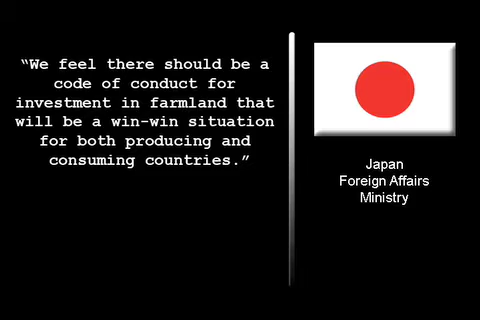 “We feel there should be a
code of conduct for
investment in farmland that
will be a win-win situation
for both producing and
consuming countries.”
Japan
Foreign Affairs
Ministry